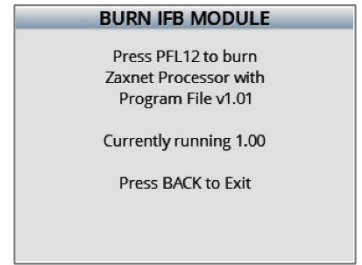 BURN IFB MODULE
Press PFL12 to burn
Zaxnet Processor with
Program File v1.01
Currently running 1.00
Press BACK to Exit